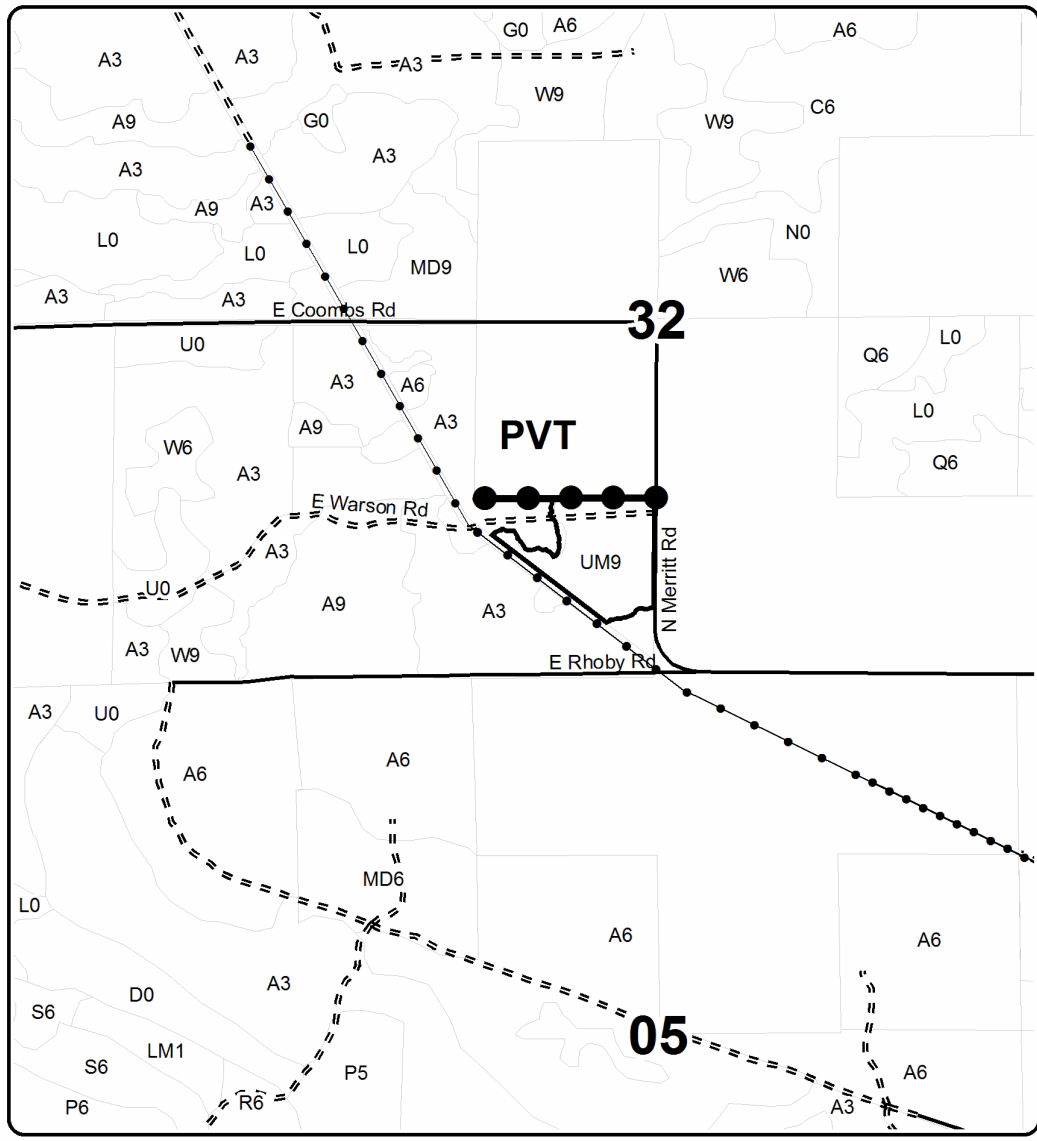 G0
A6
A6
A3
A3
A3
W9
C6
A9
G0
W9
A3
A3
A9
A3
N0
L0
L0
L0
MD9
W6
A3
A3
E Coombs Rd
32
U0
L0
Q6
A3
A6
L0
A9
A3
PVT
W6
Q6
A3
E Warson Rd
A3
UM9
N Merritt Rd
U0
A9
A3
A3
W9
E Rhoby Rd
A3
U0
A6
A6
MD6
L0
A6
A6
A3
D0
S6
05
LM1
S6
P5
A6
P6
R6
A3